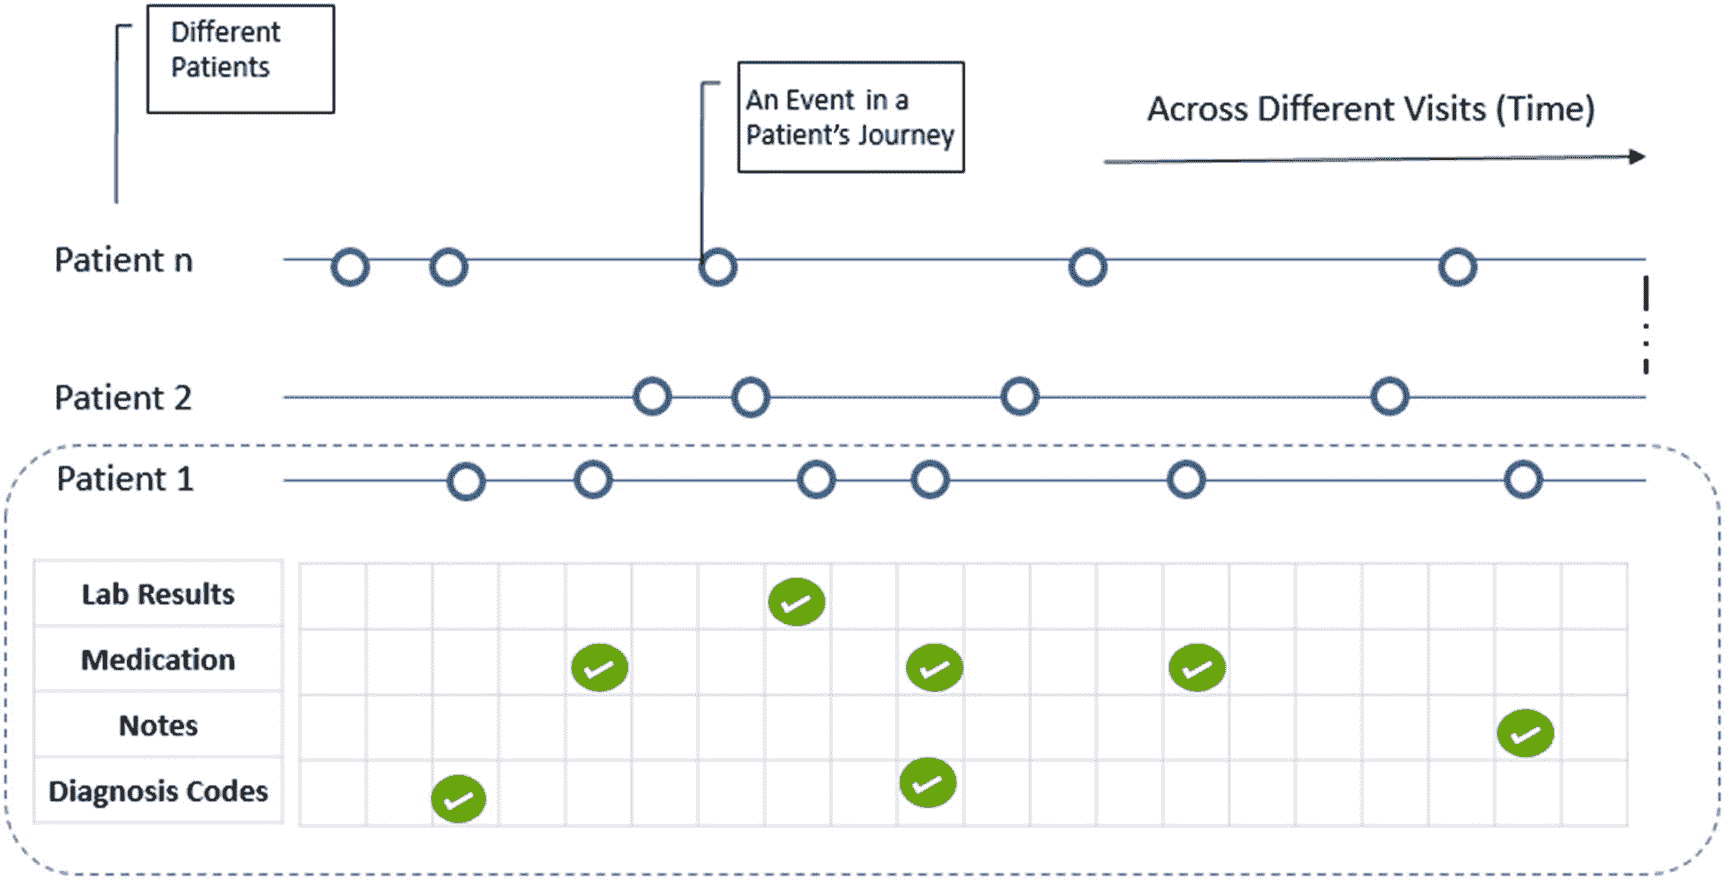 Different
Patients
An Event in a
Patient's Journey
Across Different Visits (Time)
Patient n
Patient 2
Patient 1
Lab Results
Medication
Notes
Diagnosis Codes